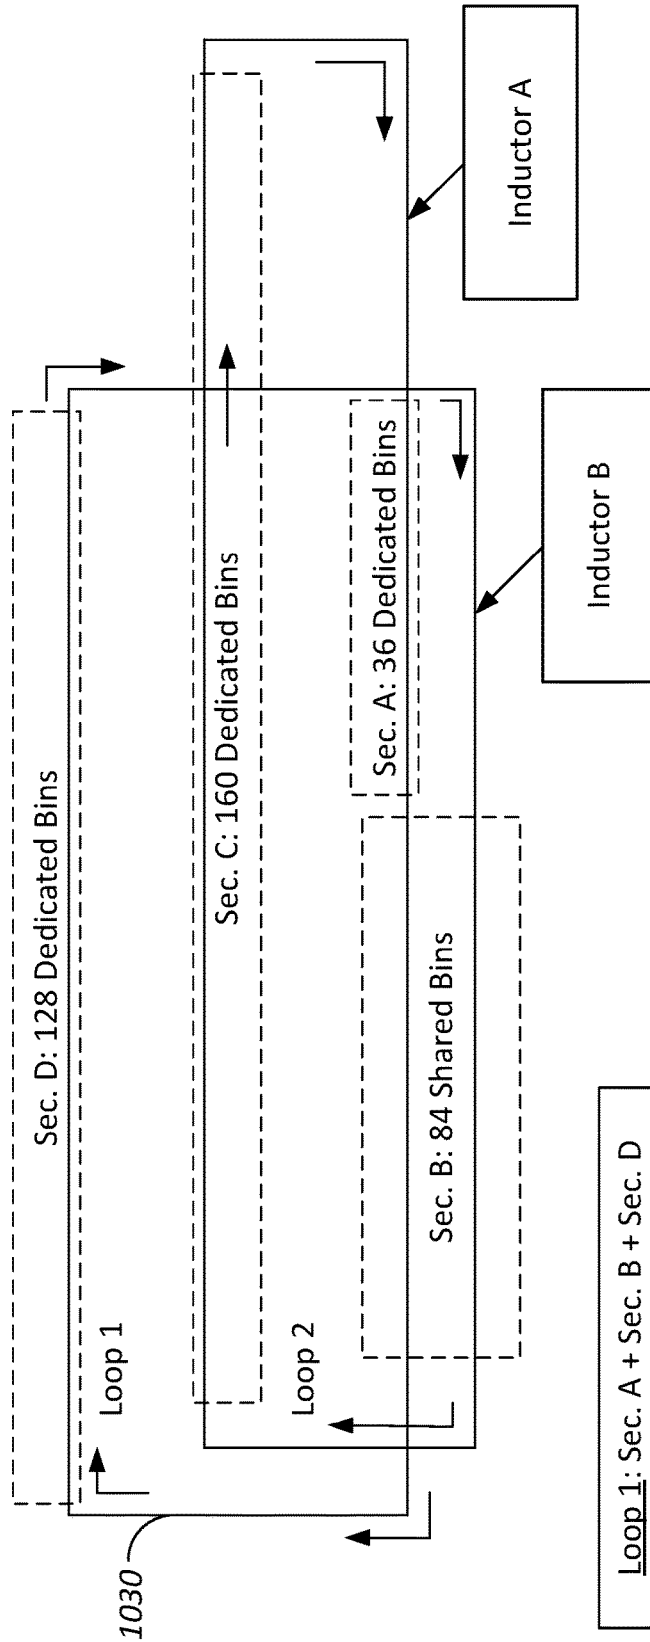 Sec. D: 128 Dedicated Bins
Loop 1
Sec. C: 160 Dedicated Bins
Loop 2
Sec. B: 84 Shared Bins
Sec. A: 36 Dedicated Bins
Inductor A
Inductor B
1030
Loop 1: Sec. A + Sec. B + Sec. D